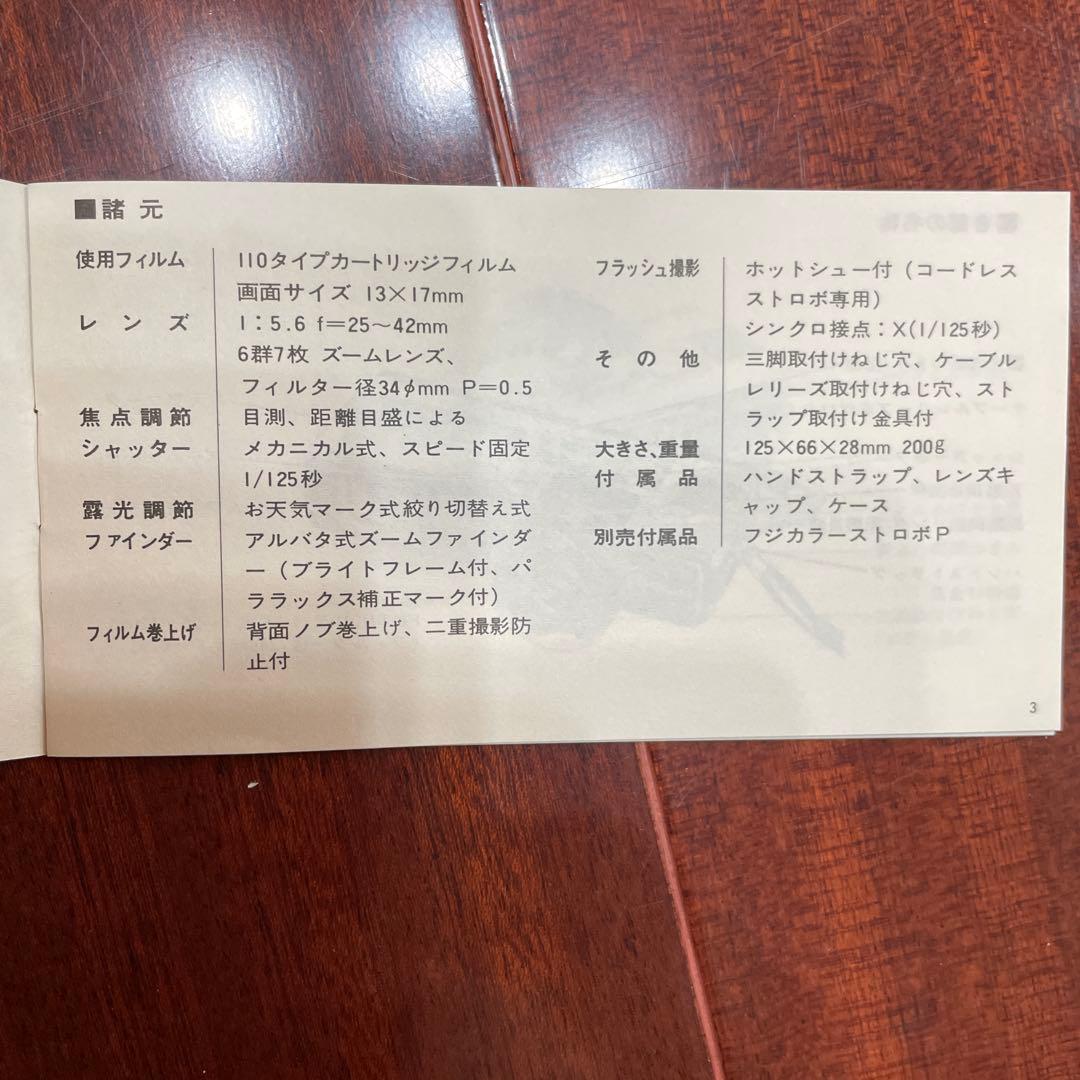 ■諸元
使用フィルム 110タイプカートリッジフィルム
画面サイズ 13×17mm
レンズ 1：5.6 f＝25～42mm
6群7枚 ズームレンズ、
フィルター径34φmm P＝0.5
焦点調節 目測、距離目盛による
シャッター メカニカル式、スピード固定
1/125秒
露光調節 お天気マーク式絞り切替え式
ファインダー アルバタ式ズームファインダ
ー（ブライトフレーム付、パ
ララックス補正マーク付）
フィルム巻上げ 背面ノブ巻上げ、二重撮影防
止付
フラッシュ撮影 ホットシュー付（コードレス
ストロボ専用）
シンクロ接点：X(1/125秒)
その他 三脚取付けねじ穴、ケーブル
レリーズ取付けねじ穴、スト
ラップ取付け金具付
大きさ、重量 125×66×28mm 200g
付属品 ハンドストラップ、レンズキ
ャップ、ケース
別売付属品 フジカラーストロボP
3